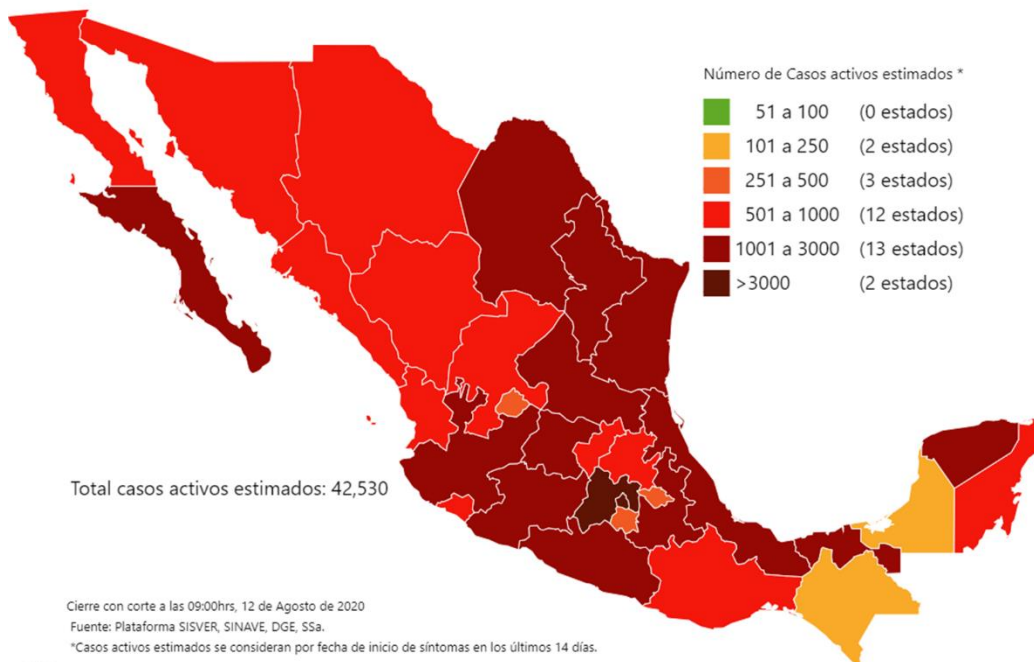 Número de Casos activos estimados *
51 a 100 (0 estados)
101 a 250 (2 estados)
251 a 500 (3 estados)
501 a 1000 (12 estados)
1001 a 3000 (13 estados)
>3000 (2 estados)
Total casos activos estimados: 42,530
Cierre con corte a las 09:00hrs, 12 de Agosto de 2020
Fuente: Plataforma SISVER, SINAVE, DGE, SSa.
*Casos activos estimados se consideran por fecha de inicio de síntomas en los últimos 14 días.